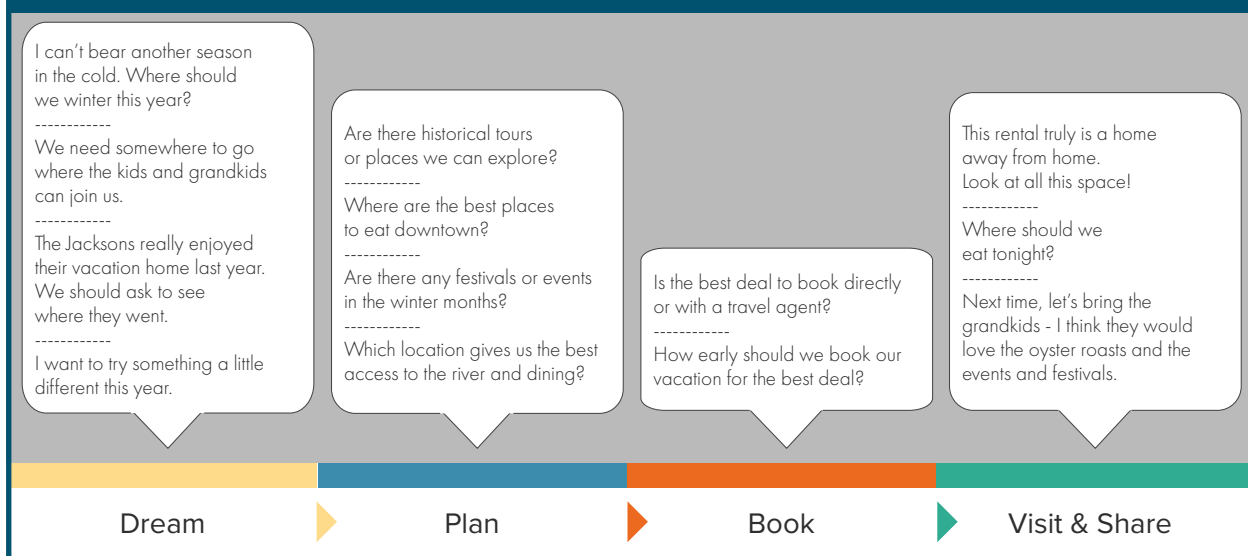 I can't bear another season
in the cold. Where should
we winter this year?
------------
We need somewhere to go
where the kids and grandkids
can join us.
------------
The Jacksons really enjoyed
their vacation home last year.
We should ask to see
where they went.
------------
I want to try something a little
different this year.
Are there historical tours
or places we can explore?
------------
Where are the best places
to eat downtown?
------------
Are there any festivals or events
in the winter months?
------------
Which location gives us the best
access to the river and dining?
Is the best deal to book directly
or with a travel agent?
------------
How early should we book our
vacation for the best deal?
This rental truly is a home
away from home.
Look at all this space!
------------
Where should we
eat tonight?
------------
Next time, let's bring the
grandkids - I think they would
love the oyster roasts and the
events and festivals.
Dream
Plan
Book
Visit & Share